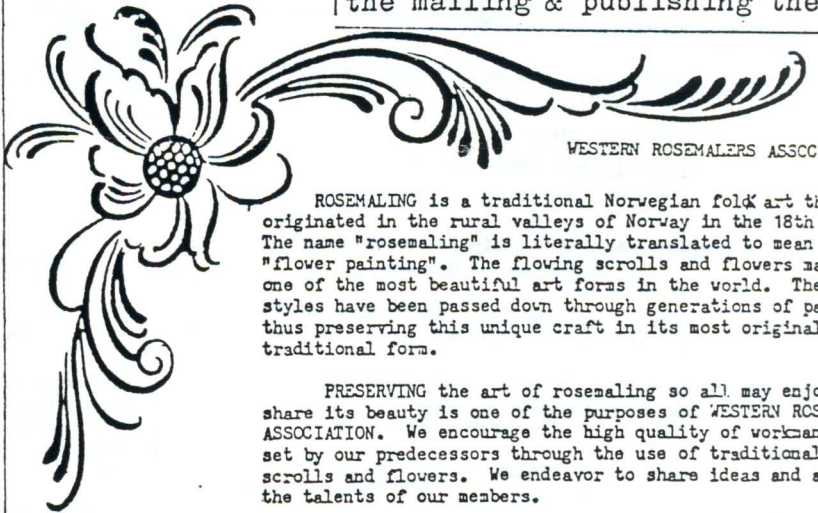 the mailing & publishing the
WESTERN ROSEMALERS ASSOC
ROSEMALING is a traditional Norwegian folk art th
originated in the rural valleys of Norway in the 18th
The name "rosemaling" is literally translated to mean
"flower painting". The flowing scrolls and flowers ma
one of the most beautiful art forms in the world. The
styles have been passed down through generations of pa
thus preserving this unique craft in its most original
traditional form.
PRESERVING the art of rosemaling so all may enjo
share its beauty is one of the purposes of WESTERN ROS
ASSOCIATION. We encourage the high quality of workman
set by our predecessors through the use of traditional
scrolls and flowers. We endeavor to share ideas and s
the talents of our members.